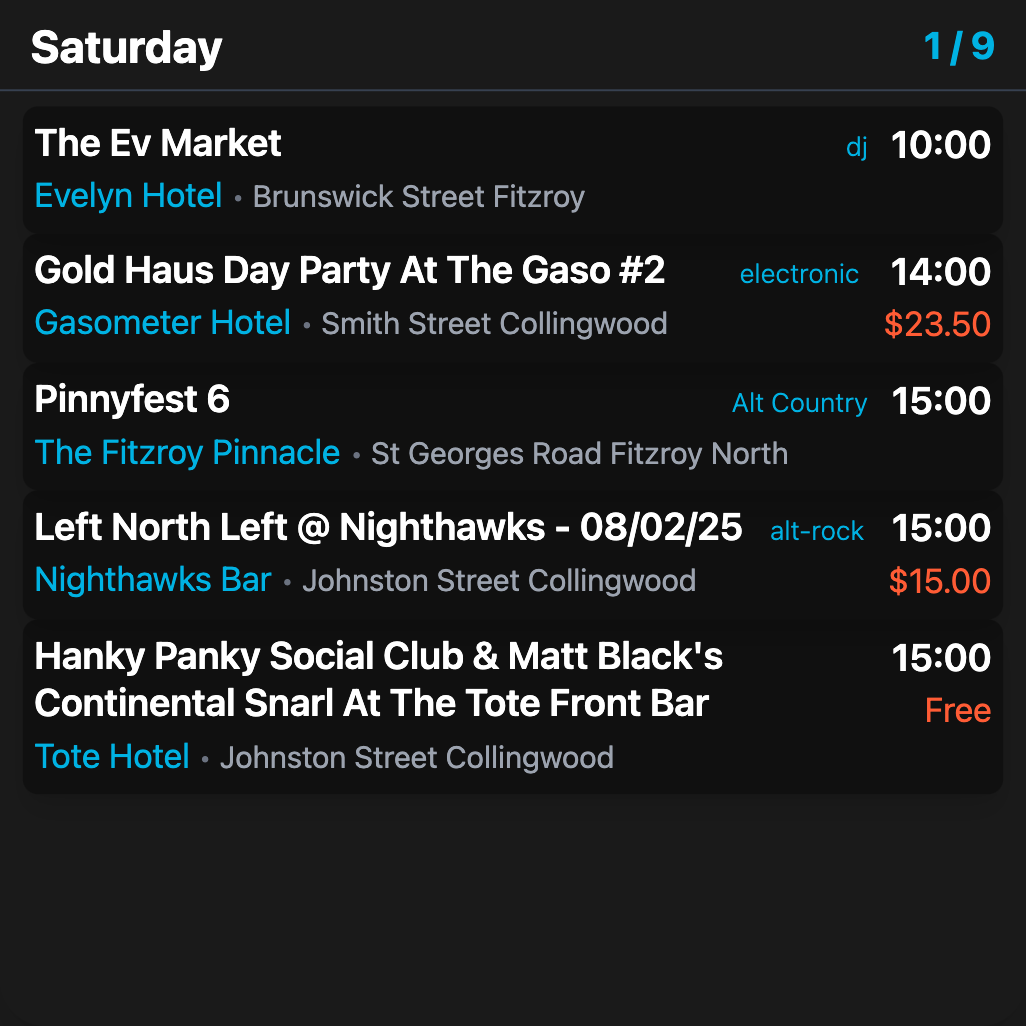 Saturday 1 / 9
The Ev Market dj 10:00
Evelyn Hotel • Brunswick Street Fitzroy
Gold Haus Day Party At The Gaso #2 electronic 14:00
Gasometer Hotel • Smith Street Collingwood $23.50
Pinnyfest 6 Alt Country 15:00
The Fitzroy Pinnacle • St Georges Road Fitzroy North
Left North Left @ Nighthawks - 08/02/25 alt-rock 15:00
Nighthawks Bar • Johnston Street Collingwood $15.00
Hanky Panky Social Club & Matt Black's 15:00
Continental Snarl At The Tote Front Bar Free
Tote Hotel • Johnston Street Collingwood